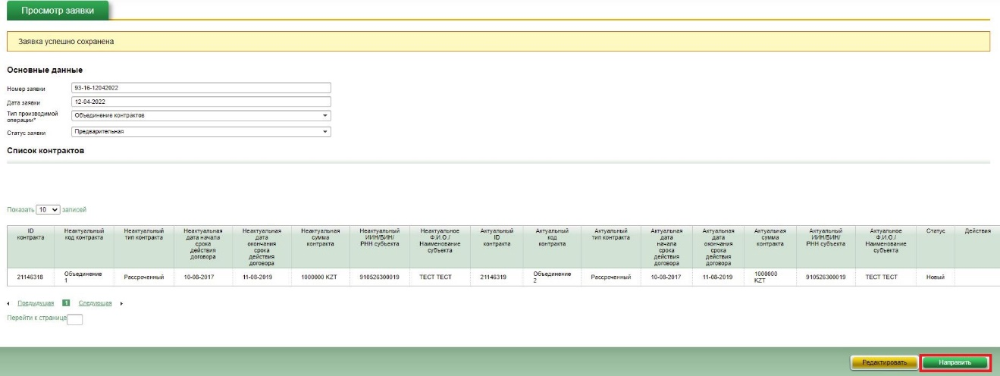 Просмотр заявки
Заявка успешно сохранена
Основные данные
Номер заявки 93-16-12042022
Дата заявки 12-04-2022
Тип производимой операции* Объединение контрактов
Статус заявки Предварительная
Список контрактов
Показать 10 записей
ID контракта Неактуальный код контракта Неактуальный тип контракта Неактуальная дата начала срока действия договора Неактуальная дата окончания срока действия договора Неактуальная сумма контракта Неактуальный ИИН/БИН/РНН субъекта Неактуальное Ф.И.О./Наименование субъекта Актуальный ID контракта Актуальный код контракта Актуальный тип контракта Актуальная дата начала срока действия договора Актуальная дата окончания срока действия договора Актуальная сумма контракта Актуальный ИИН/БИН/РНН субъекта Актуальное Ф.И.О./Наименование субъекта Статус Действия
21146318 Объединение 1 Рассроченный 10-08-2017 11-08-2019 1000000 KZT 910526300019 ТЕСТ ТЕСТ 21146319 Объединение 2 Рассроченный 10-08-2017 11-08-2019 1000000 KZT 910526300019 ТЕСТ ТЕСТ Новый
Предыдущая 1 Следующая
Перейти к странице
Редактировать Направить